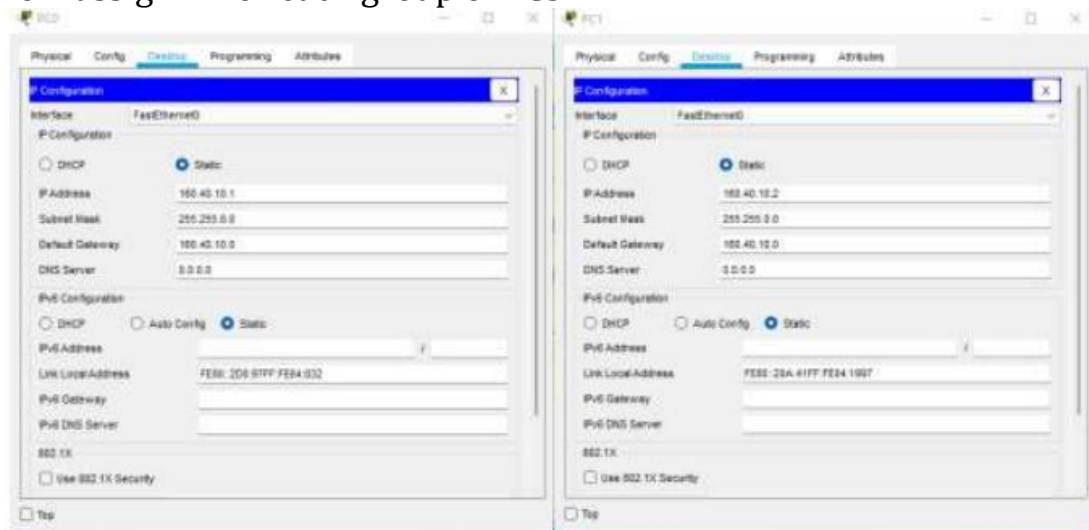 PC0
Physical Config Desktop Programming Attributes
IP Configuration X
Interface FastEthernet0
IP Configuration
DHCP Static
IP Address 160.40.10.1
Subnet Mask 255.255.0.0
Default Gateway 160.40.10.0
DNS Server 0.0.0.0
IPv6 Configuration
DHCP Auto Config Static
IPv6 Address /
Link Local Address
IPv6 Gateway
IPv6 DNS Server
802.1X
Use 802.1X Security
Top
PC1
Physical Config Desktop Programming Attributes
IP Configuration X
Interface FastEthernet0
IP Configuration
DHCP Static
IP Address 160.40.10.2
Subnet Mask 255.255.0.0
Default Gateway 160.40.10.0
DNS Server 0.0.0.0
IPv6 Configuration
DHCP Auto Config Static
IPv6 Address /
Link Local Address
IPv6 Gateway
IPv6 DNS Server
802.1X
Use 802.1X Security
Top